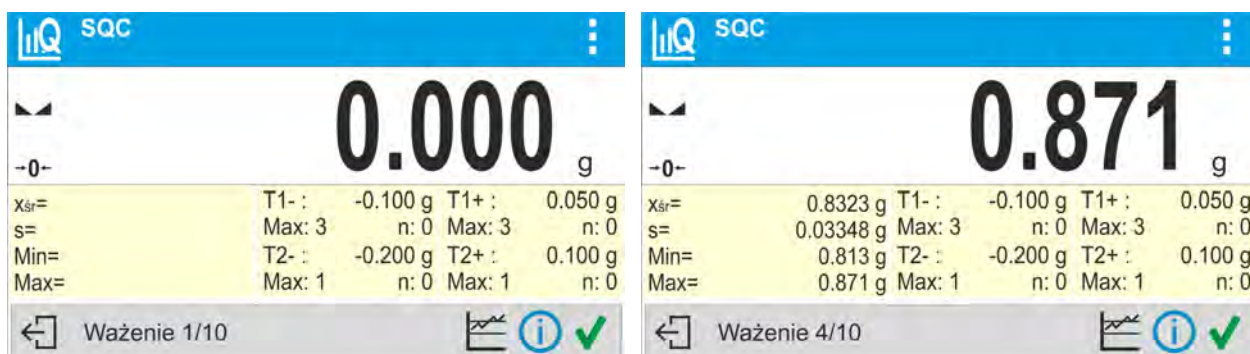 SQC
0.000 g
→0←
xśr=
s=
Min=
Max=
T1- : -0.100 g T1+ : 0.050 g
Max: 3 n: 0 Max: 3 n: 0
T2- : -0.200 g T2+ : 0.100 g
Max: 1 n: 0 Max: 1 n: 0
Ważenie 1/10
SQC
0.871 g
→0←
xśr= 0.8323 g T1- : -0.100 g T1+ : 0.050 g
s= 0.03348 g Max: 3 n: 0 Max: 3 n: 0
Min= 0.813 g T2- : -0.200 g T2+ : 0.100 g
Max= 0.871 g Max: 1 n: 0 Max: 1 n: 0
Ważenie 4/10